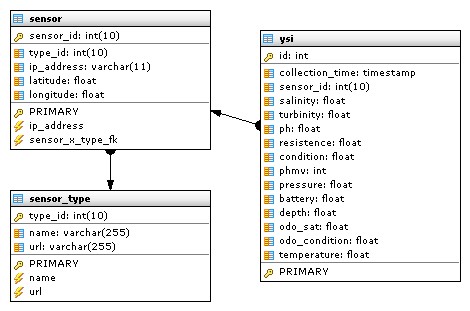 sensor
sensor_id: int(10)
type_id: int(10)
ip_address: varchar(11)
latitude: float
longitude: float
PRIMARY
ip_address
sensor_x_type_fk
sensor_type
type_id: int(10)
name: varchar(255)
url: varchar(255)
PRIMARY
name
url
ysi
id: int
collection_time: timestamp
sensor_id: int(10)
salinity: float
turbinity: float
ph: float
resistence: float
condition: float
phmv: int
pressure: float
battery: float
depth: float
odo_sat: float
odo_condition: float
temperature: float
PRIMARY